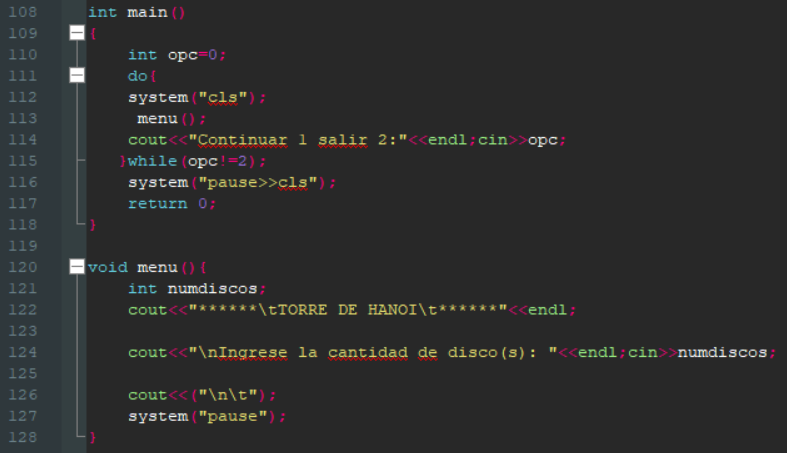 108 int main()
109 {
110 int opc=0;
111 do{
112 system("cls");
113 menu();
114 cout<<"Continuar 1 salir 2:"<<endl;cin>>opc;
115 }while(opc!=2);
116 system("pause>>cls");
117 return 0;
118 }
119
120 void menu(){
121 int numdiscos;
122 cout<<"******\tTORRE DE HANOI\t******"<<endl;
123
124 cout<<"\nIngrese la cantidad de disco(s): "<<endl;cin>>numdiscos;
125
126 cout<<("\n\t");
127 system("pause");
128 }